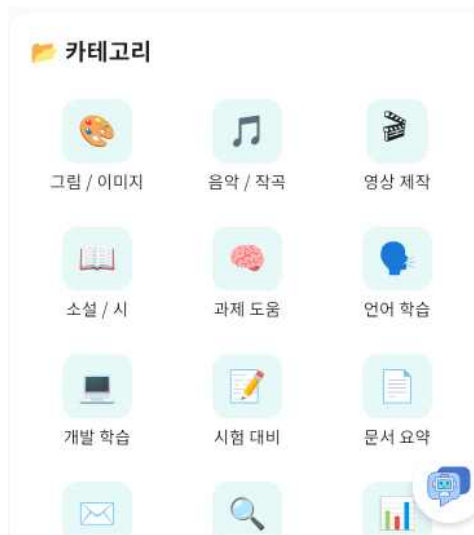 카테고리
그림 / 이미지
음악 / 작곡
영상 제작
소설 / 시
과제 도움
언어 학습
개발 학습
시험 대비
문서 요약